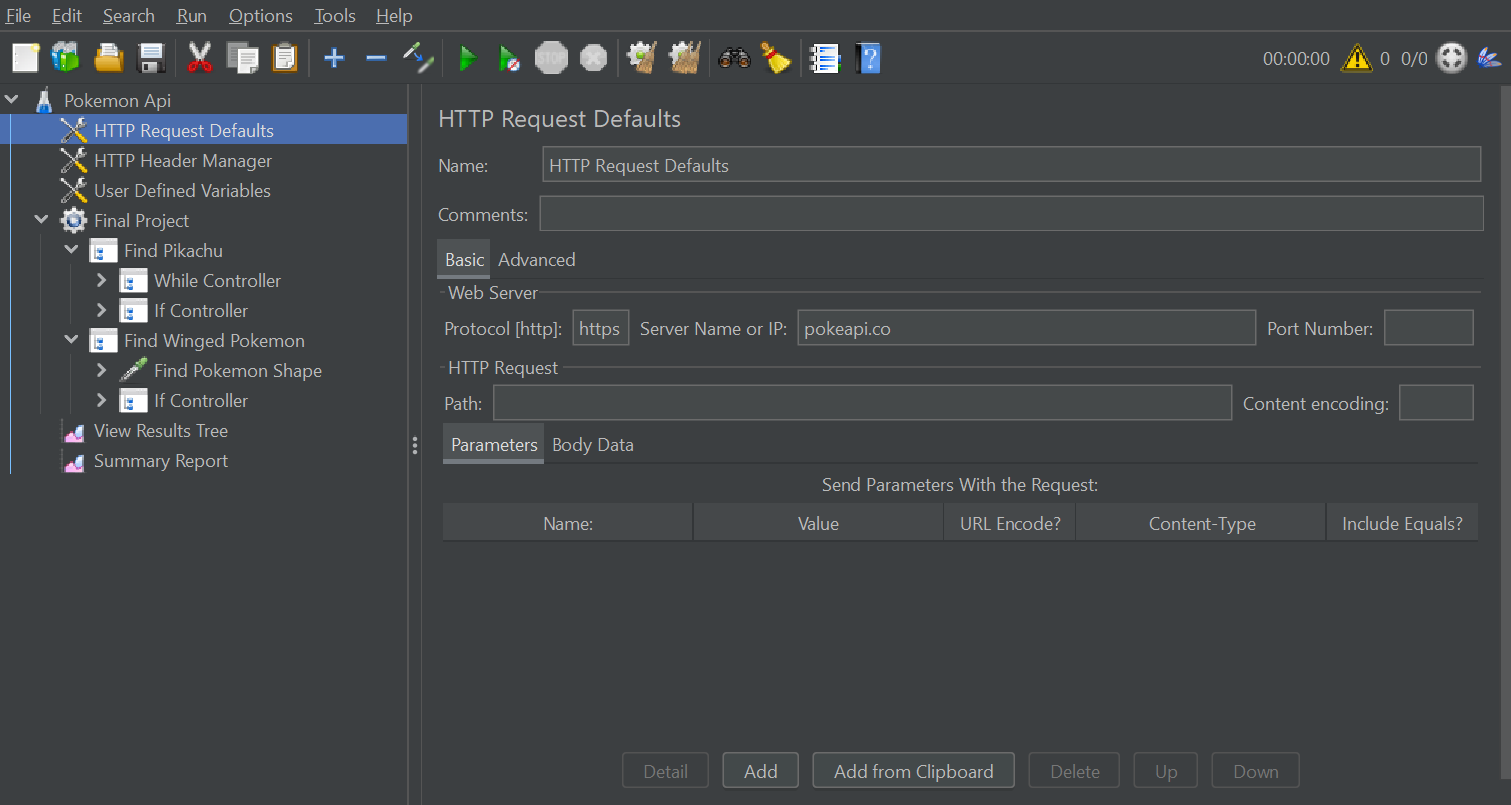 File Edit Search Run Options Tools Help
STOP 00:00:00 0 0/0
Pokemon Api
HTTP Request Defaults
HTTP Header Manager
User Defined Variables
Final Project
Find Pikachu
While Controller
If Controller
Find Winged Pokemon
Find Pokemon Shape
If Controller
View Results Tree
Summary Report
HTTP Request Defaults
Name: HTTP Request Defaults
Comments:
Basic Advanced
Web Server
Protocol [http]: https Server Name or IP: pokeapi.co Port Number:
HTTP Request
Path: Content encoding:
Parameters Body Data
Send Parameters With the Request:
Name: Value URL Encode? Content-Type Include Equals?
Detail Add Add from Clipboard Delete Up Down